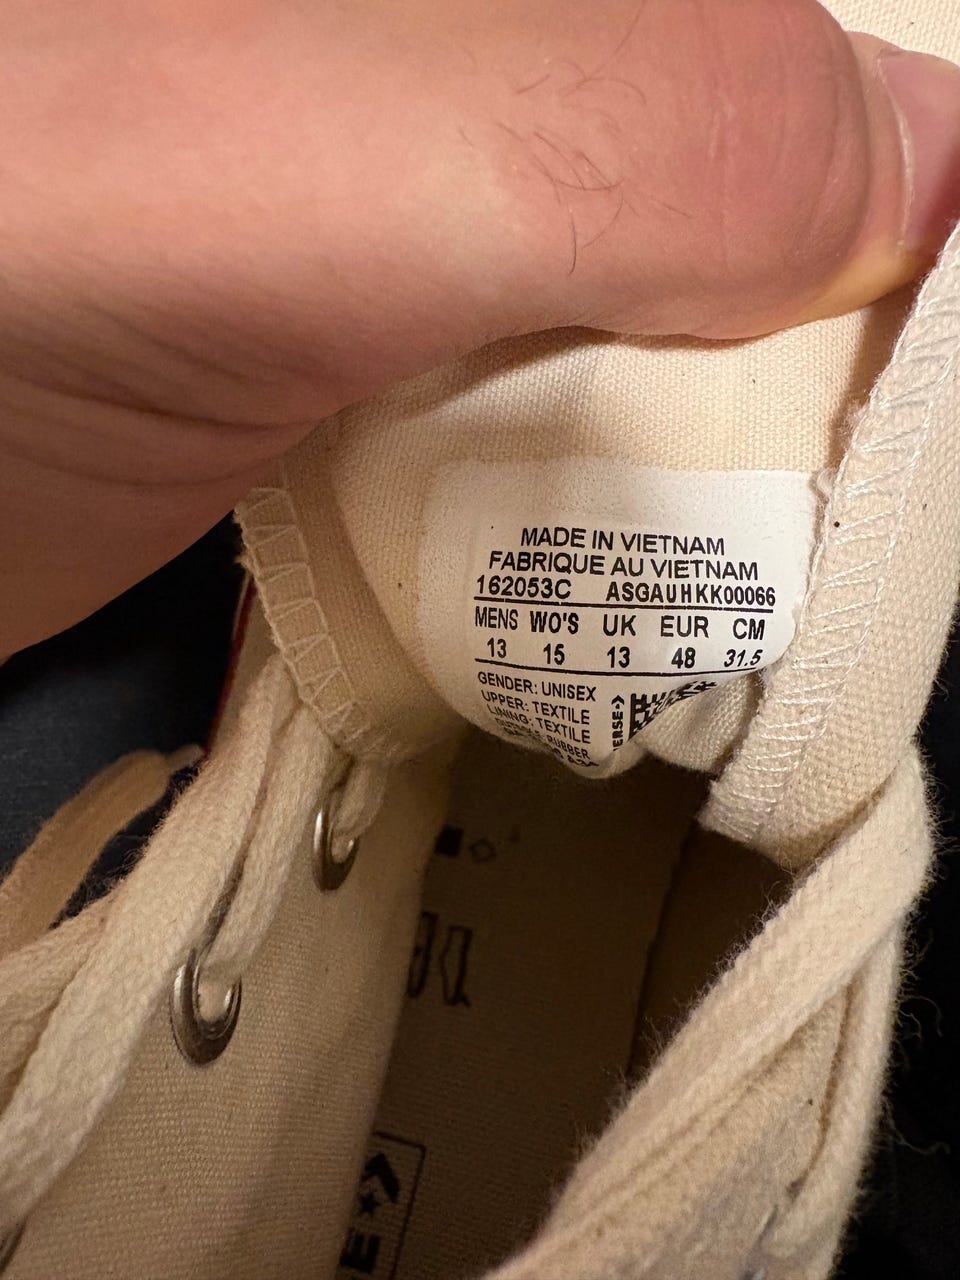 MADE IN VIETNAM
FABRIQUE AU VIETNAM
162053C ASGAUHKK00066
MENS WO'S UK EUR CM
13 15 13 48 31.5
GENDER: UNISEX
UPPER: TEXTILE
LINING: TEXTILE
RUBBER